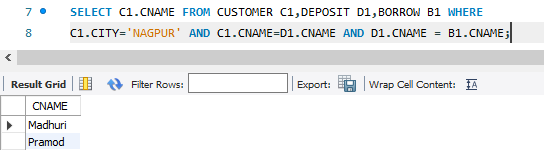 7 SELECT C1.CNAME FROM CUSTOMER C1,DEPOSIT D1,BORROW B1 WHERE
8 C1.CITY='NAGPUR' AND C1.CNAME=D1.CNAME AND D1.CNAME = B1.CNAME;
Result Grid Filter Rows: Export: Wrap Cell Content: IA
CNAME
Madhuri
Pramod